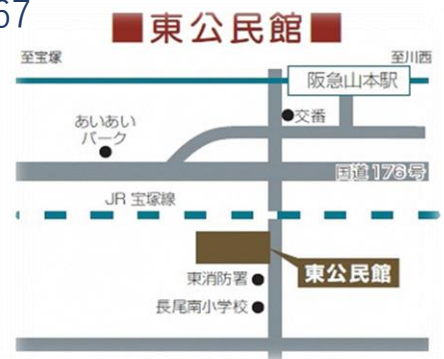 67
■東公民館■
至宝塚
至川西
阪急山本駅
●交番
あいあい
パーク
国道176号
JR 宝塚線
東公民館
東消防署
長尾南小学校